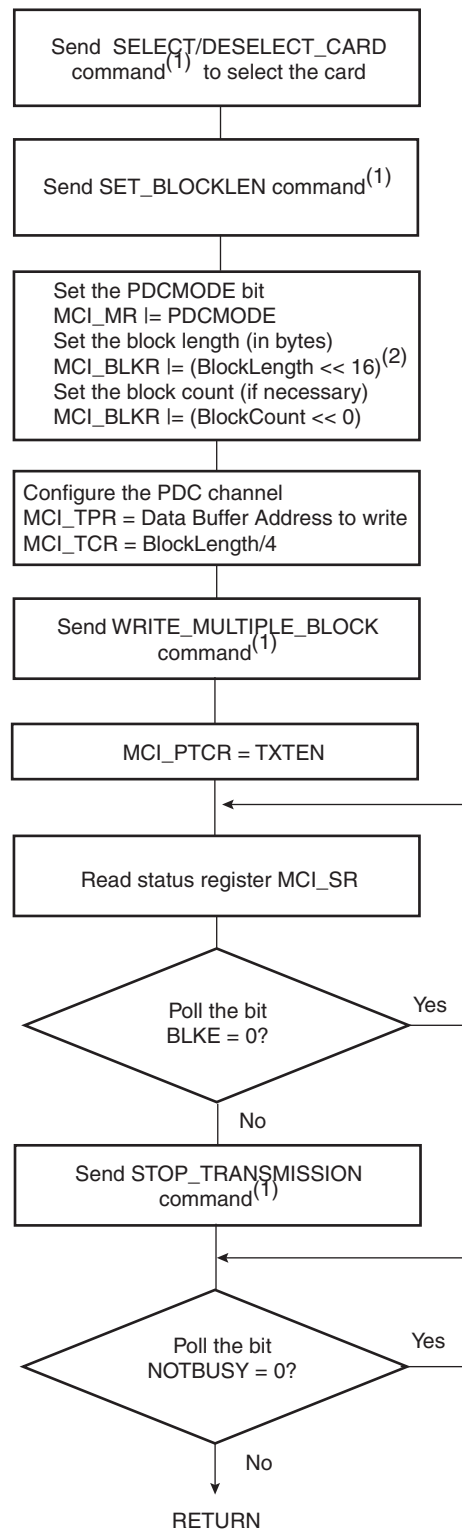 Send SELECT/DESELECT_CARD
command(1) to select the card
Send SET_BLOCKLEN command(1)
Set the PDCMODE bit
MCI_MR |= PDCMODE
Set the block length (in bytes)
MCI_BLKR |= (BlockLength << 16)(2)
Set the block count (if necessary)
MCI_BLKR |= (BlockCount << 0)
Configure the PDC channel
MCI_TPR = Data Buffer Address to write
MCI_TCR = BlockLength/4
Send WRITE_MULTIPLE_BLOCK
command(1)
MCI_PTCR = TXTEN
Read status register MCI_SR
Poll the bit
BLKE = 0?
Yes
No
Send STOP_TRANSMISSION
command(1)
Poll the bit
NOTBUSY = 0?
Yes
No
RETURN